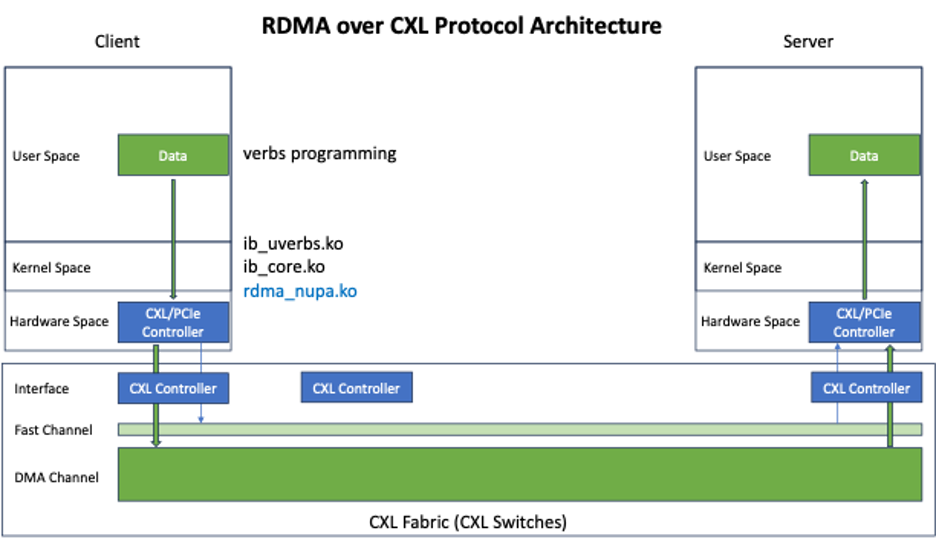 RDMA over CXL Protocol Architecture
Client
Server
User Space
Data
verbs programming
User Space
Data
ib_uverbs.ko
Kernel Space
ib_core.ko
Kernel Space
rdma_nupa.ko
Hardware Space
CXL/PCIe
Controller
Hardware Space
CXL/PCIe
Controller
Interface
CXL Controller
CXL Controller
CXL Controller
Fast Channel
DMA Channel
CXL Fabric (CXL Switches)